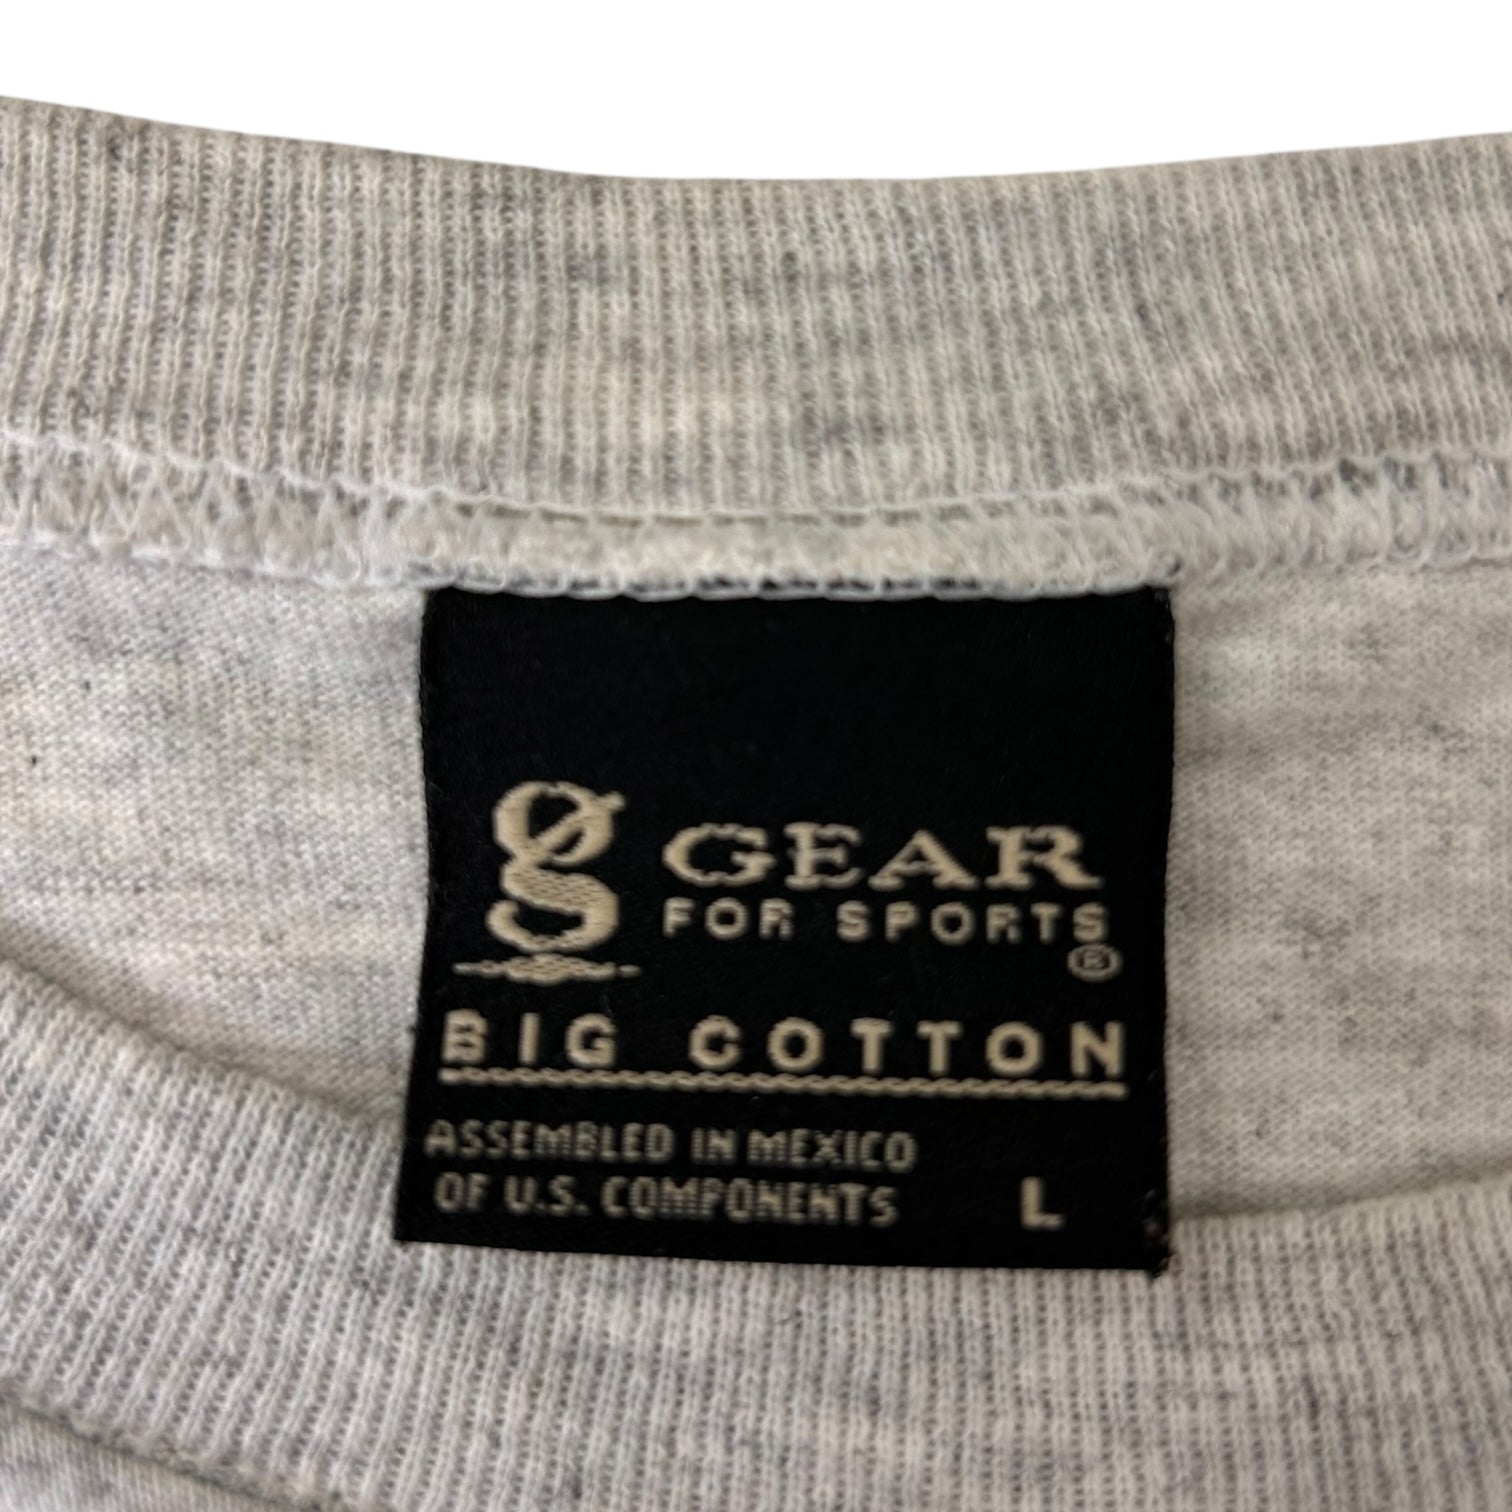 g GEAR
FOR SPORTS®
BIG COTTON
ASSEMBLED IN MEXICO
OF U.S. COMPONENTS L